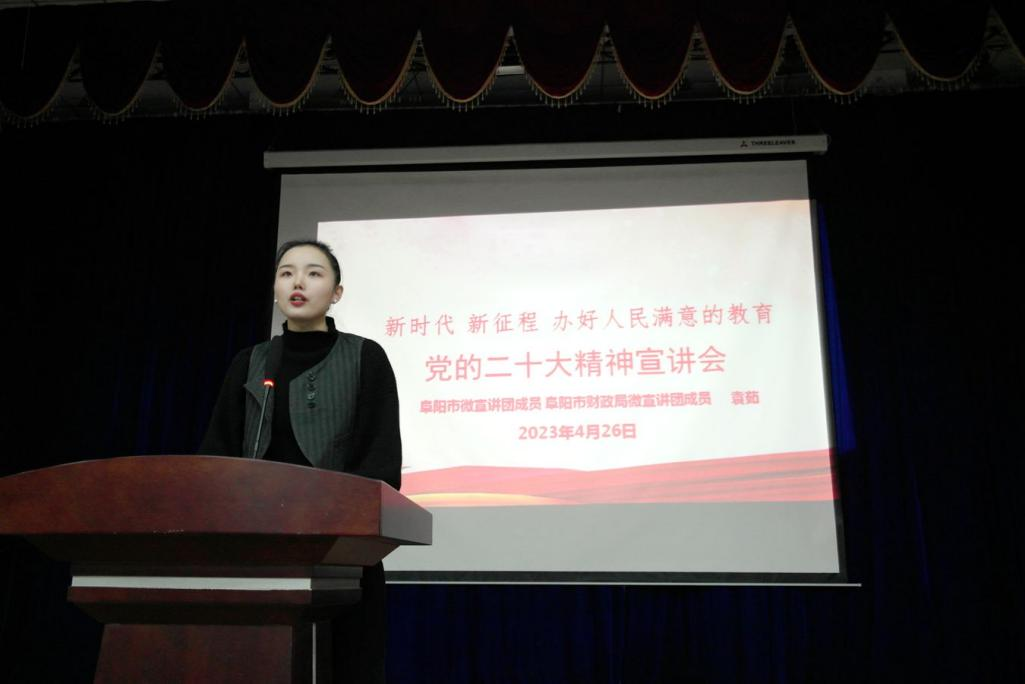 THREELEAVES
新时代 新征程 办好人民满意的教育
党的二十大精神宣讲会
阜阳市微宣讲团成员 阜阳市财政局微宣讲团成员 袁茹
2023年4月26日